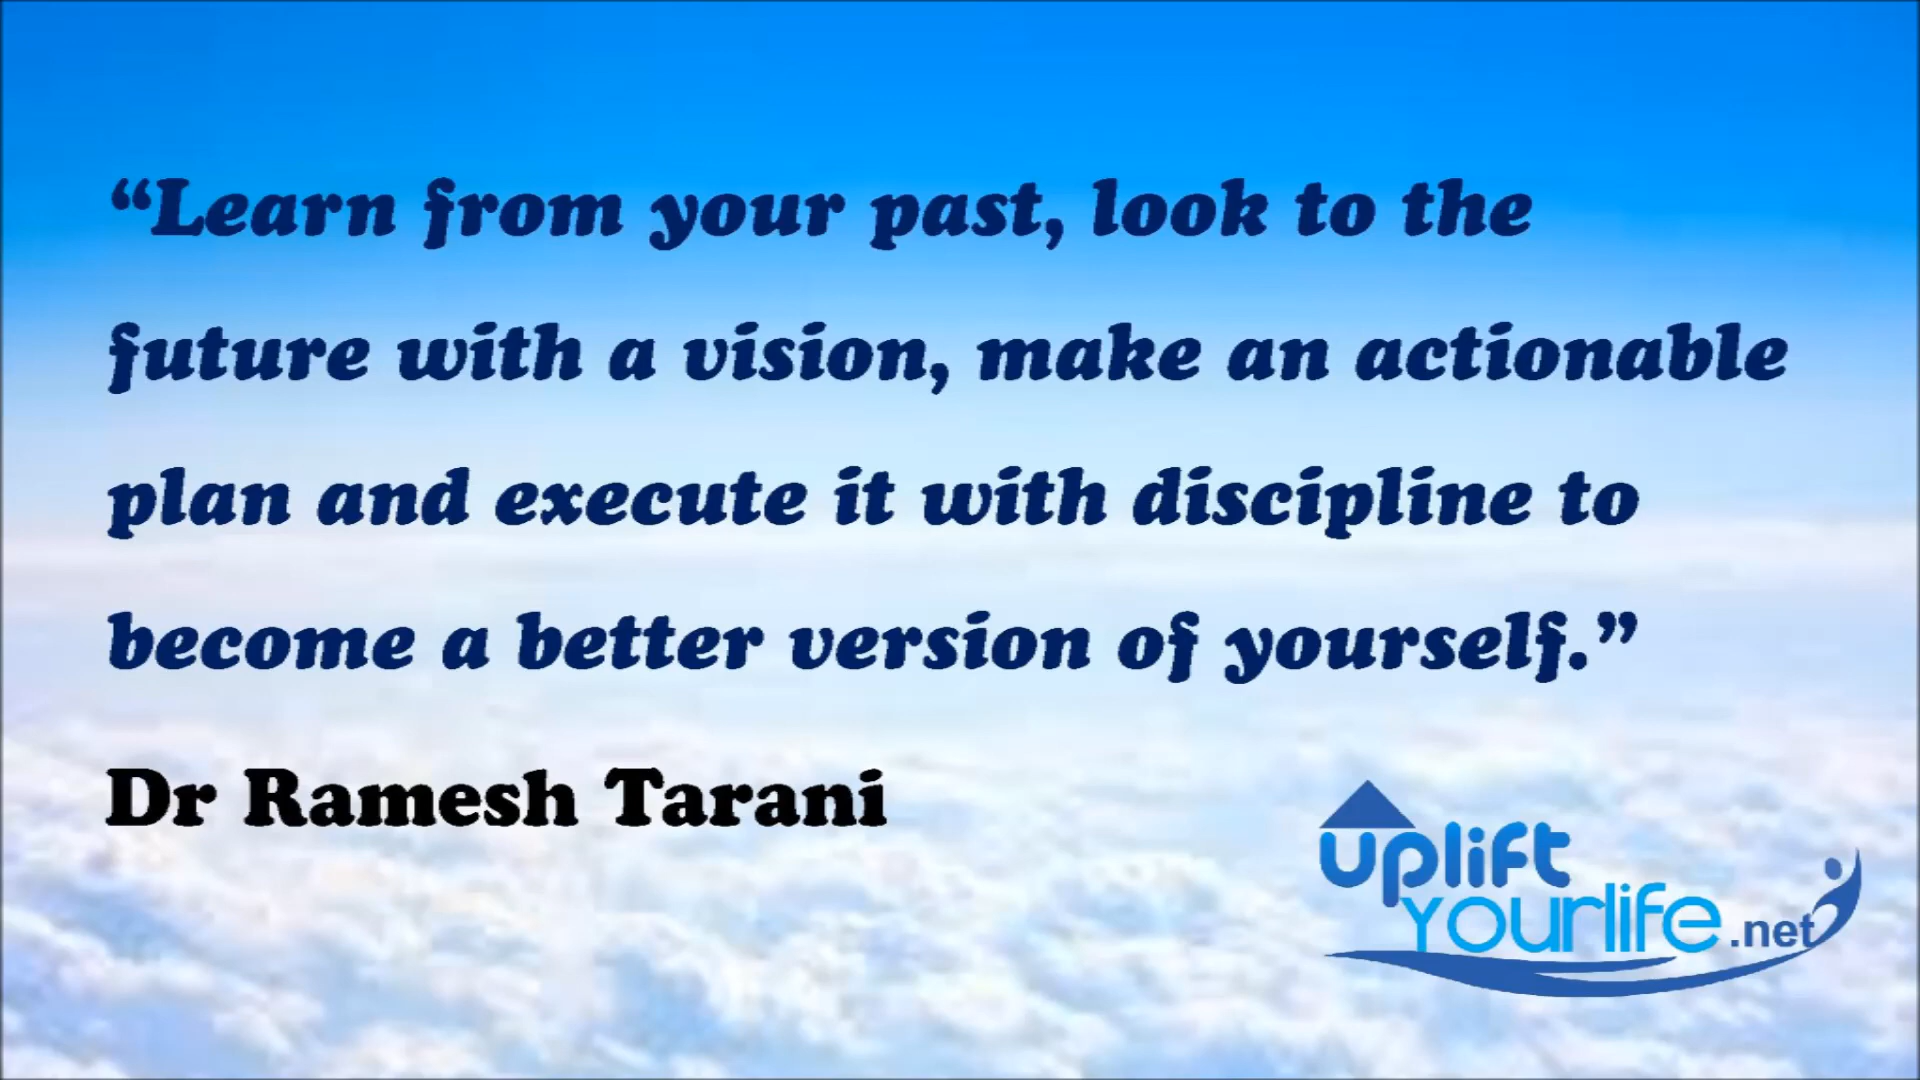 “Learn from your past, look to the
future with a vision, make an actionable
plan and execute it with discipline to
become a better version of yourself.”
Dr Ramesh Tarani
uplift
yourlife.net